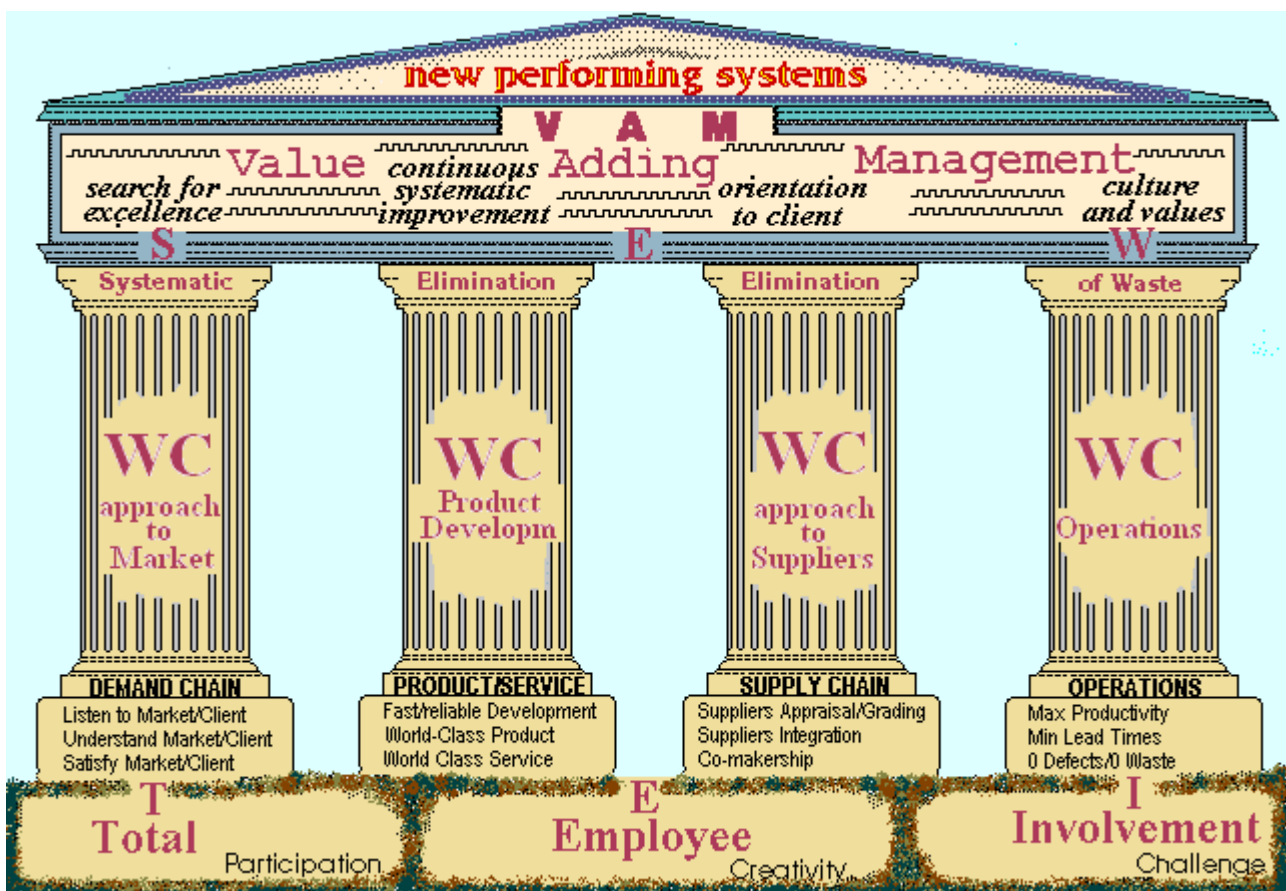 new performing systems
V A M
Value Adding Management
search for excellence
continuous systematic improvement
orientation to client
culture and values
S E W
Systematic
Elimination
Elimination
of Waste
WC
approach
to
Market
WC
Product
Developm
WC
approach
to
Suppliers
WC
Operations
DEMAND CHAIN
Listen to Market/Client
Understand Market/Client
Satisfy Market/Client
PRODUCT/SERVICE
Fast/reliable Development
World-Class Product
World Class Service
SUPPLY CHAIN
Suppliers Appraisal/Grading
Suppliers Integration
Co-makership
OPERATIONS
Max Productivity
Min Lead Times
0 Defects/0 Waste
T E I
Total Employee Involvement
Participation Creativity... Challenge